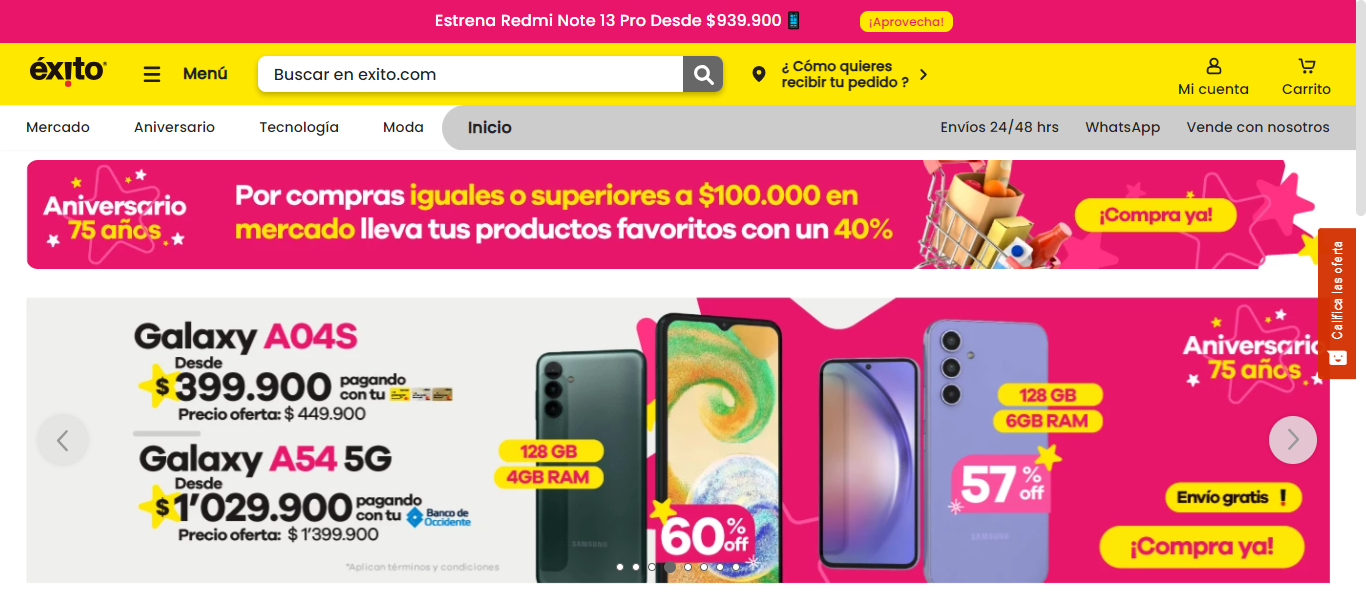 Estrena Redmi Note 13 Pro Desde $939.900
¡Aprovecha!
éxito
Menú
Buscar en exito.com
¿ Cómo quieres
recibir tu pedido ?
Mi cuenta
Carrito
Mercado
Aniversario
Tecnología
Moda
Inicio
Envíos 24/48 hrs
WhatsApp
Vende con nosotros
Aniversario
75 años
Por compras iguales o superiores a $100.000 en
mercado lleva tus productos favoritos con un 40%
¡Compra ya!
Califica las oferta
Galaxy A04S
Desde
$399.900
pagando
con tu
Precio oferta: $ 449.900
Galaxy A54 5G
Desde
$1'029.900
pagando
con tu
Banco de
Occidente
Precio oferta: $ 1'399.900
*Aplican términos y condiciones
128 GB
4GB RAM
SAMSUNG
60% off
128 GB
6GB RAM
57% off
SAMSUNG
Aniversario
75 años
Envío gratis !
¡Compra ya!